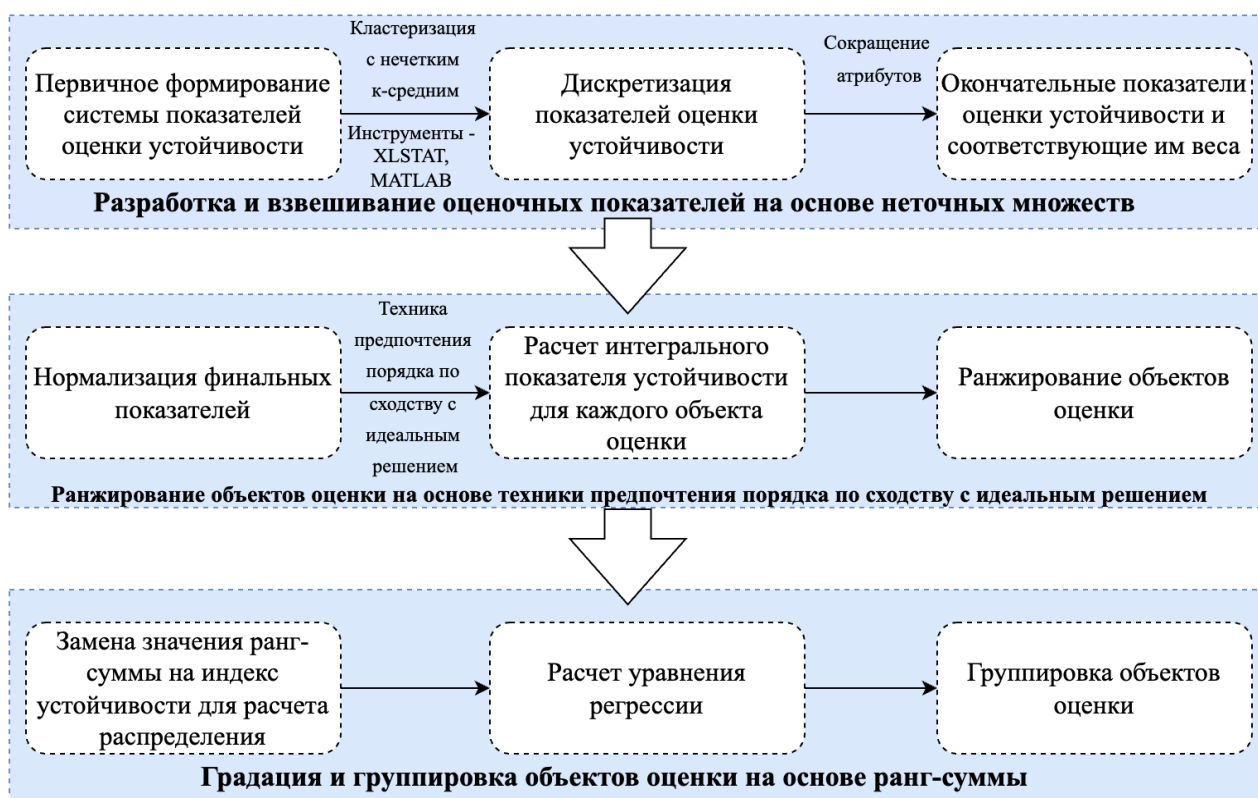 Первичное формирование
системы показателей
оценки устойчивости
Кластеризация
с нечетким
к-средним
Инструменты -
XLSTAT,
MATLAB
Дискретизация
показателей оценки
устойчивости
Сокращение
атрибутов
Окончательные показатели
оценки устойчивости и
соответствующие им веса
Разработка и взвешивание оценочных показателей на основе неточных множеств
Нормализация финальных
показателей
Техника
предпочтения
порядка по
сходству с
идеальным
решением
Расчет интегрального
показателя устойчивости
для каждого объекта
оценки
Ранжирование объектов
оценки
Ранжирование объектов оценки на основе техники предпочтения порядка по сходству с идеальным решением
Замена значения ранг-
суммы на индекс
устойчивости для расчета
распределения
Расчет уравнения
регрессии
Группировка объектов
оценки
Градация и группировка объектов оценки на основе ранг-суммы